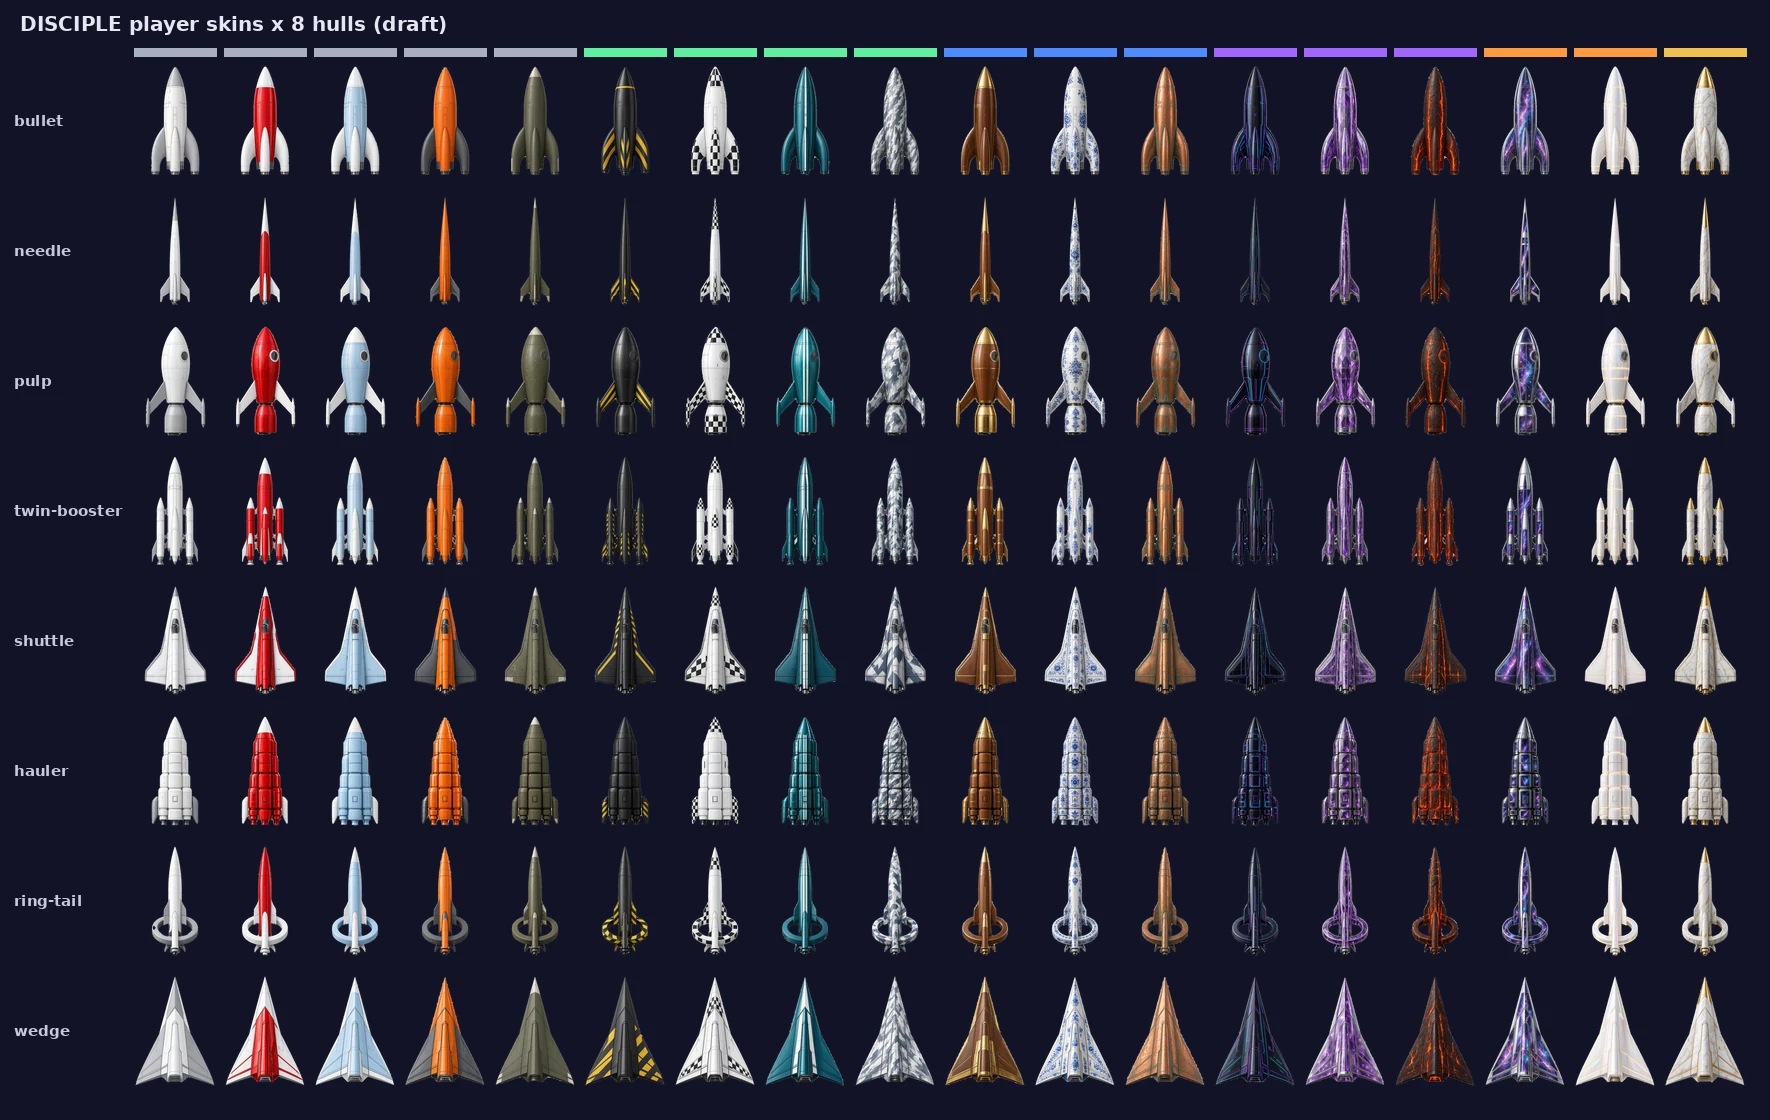 DISCIPLE player skins x 8 hulls (draft)
bullet
needle
pulp
twin-booster
shuttle
hauler
ring-tail
wedge